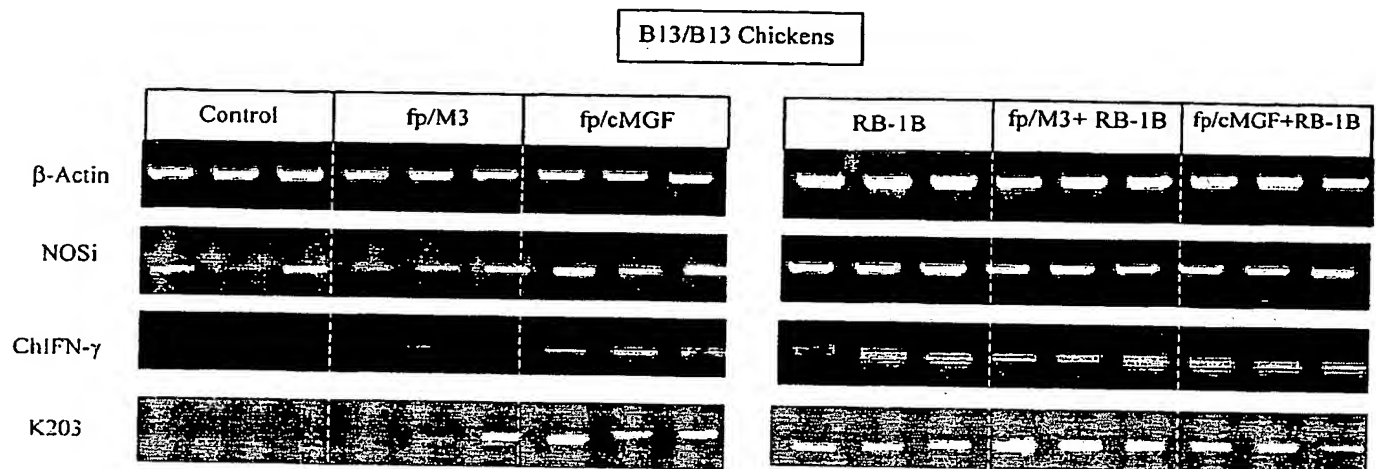 B13/B13 Chickens
Control fp/M3 fp/cMGF RB-1B fp/M3+ RB-1B fp/cMGF+RB-1B
β-Actin
NOSi
ChIFN-γ
K203